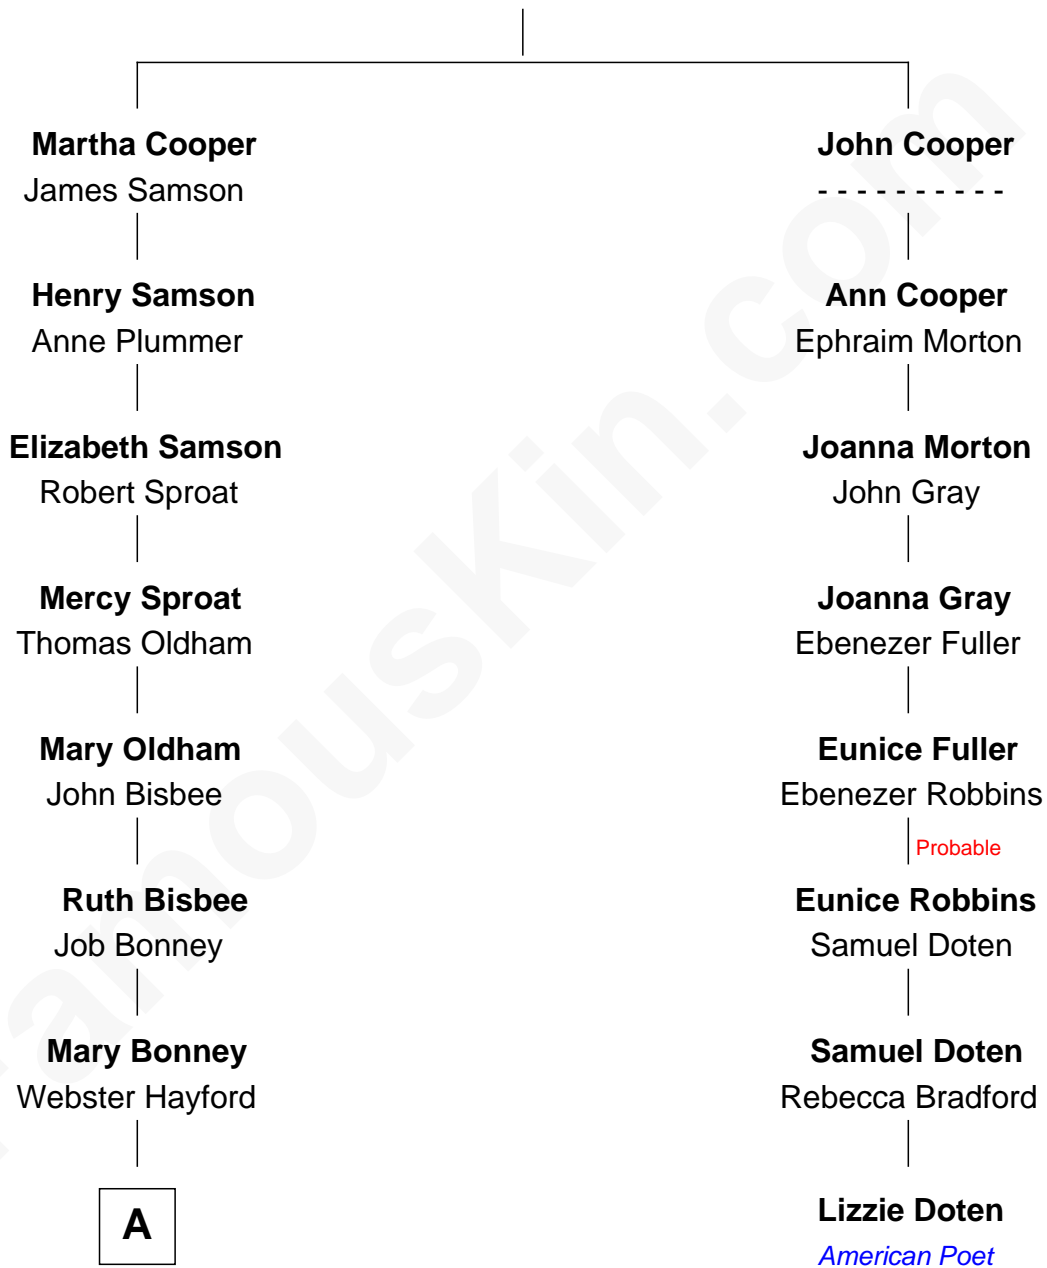 Martha Cooper
James Samson
Henry Samson
Anne Plummer
Elizabeth Samson
Robert Sproat
Mercy Sproat
Thomas Oldham
Mary Oldham
John Bisbee
Ruth Bisbee
Job Bonney
Mary Bonney
Webster Hayford
A
John Cooper
- - - - - - - - - -
Ann Cooper
Ephraim Morton
Joanna Morton
John Gray
Joanna Gray
Ebenezer Fuller
Eunice Fuller
Ebenezer Robbins
Probable
Eunice Robbins
Samuel Doten
Samuel Doten
Rebecca Bradford
Lizzie Doten
American Poet
FamousKin.com